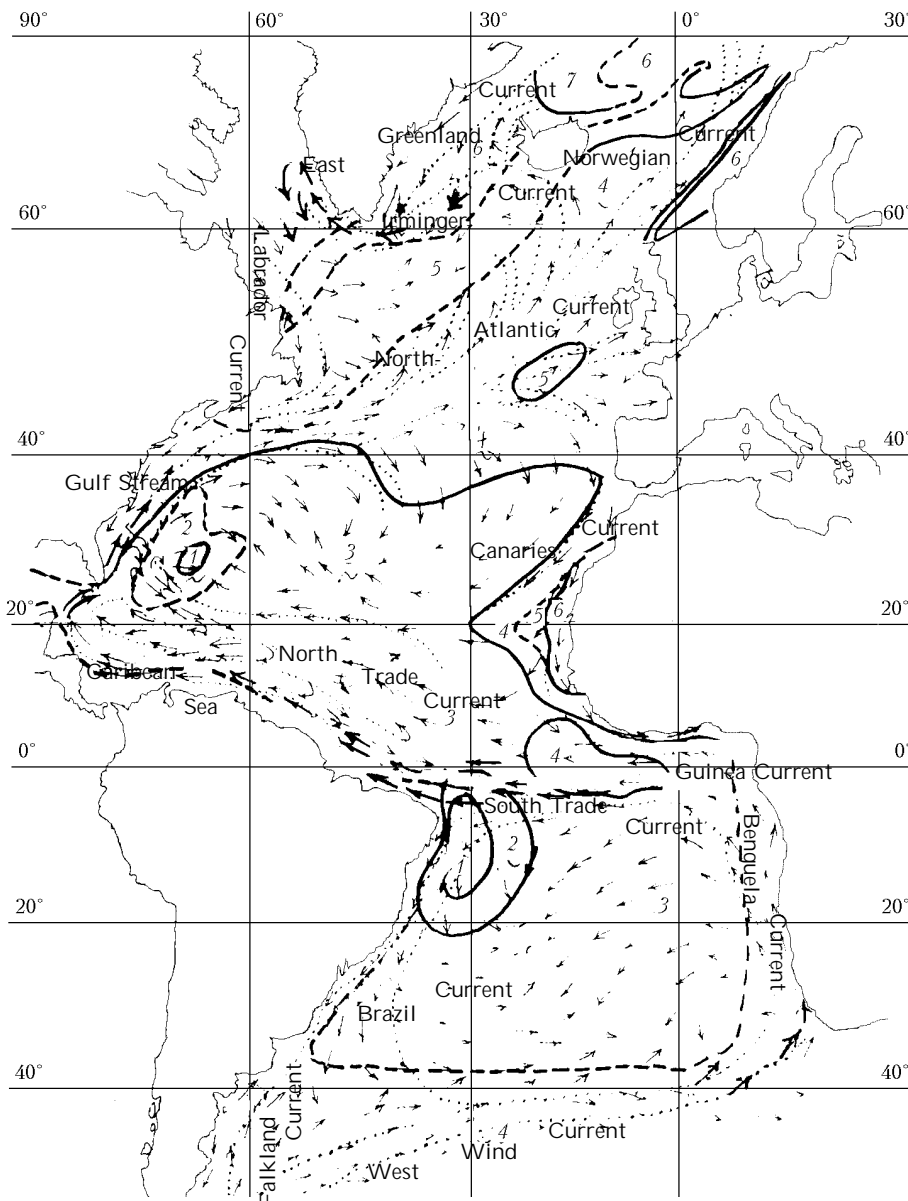 90° 60° 30° 0° 30°
6
7
Current
Greenland
Current
6
East
Norwegian
6
Current
4
60° Irminger 60°
Labrador
5
Current
Atlantic
Current
North
5
40° 40°
Gulf Stream
2
Current
3
Canaries
1
20° 4 5 6 20°
North
Caribean
Trade
Sea
Current
3
0° 4 0°
Guinea Current
South Trade
Current
Benguela
2
1
3
20° 20°
Current
Current
Brazil
40° 40°
Current
4
Current
Falkland
Wind
West